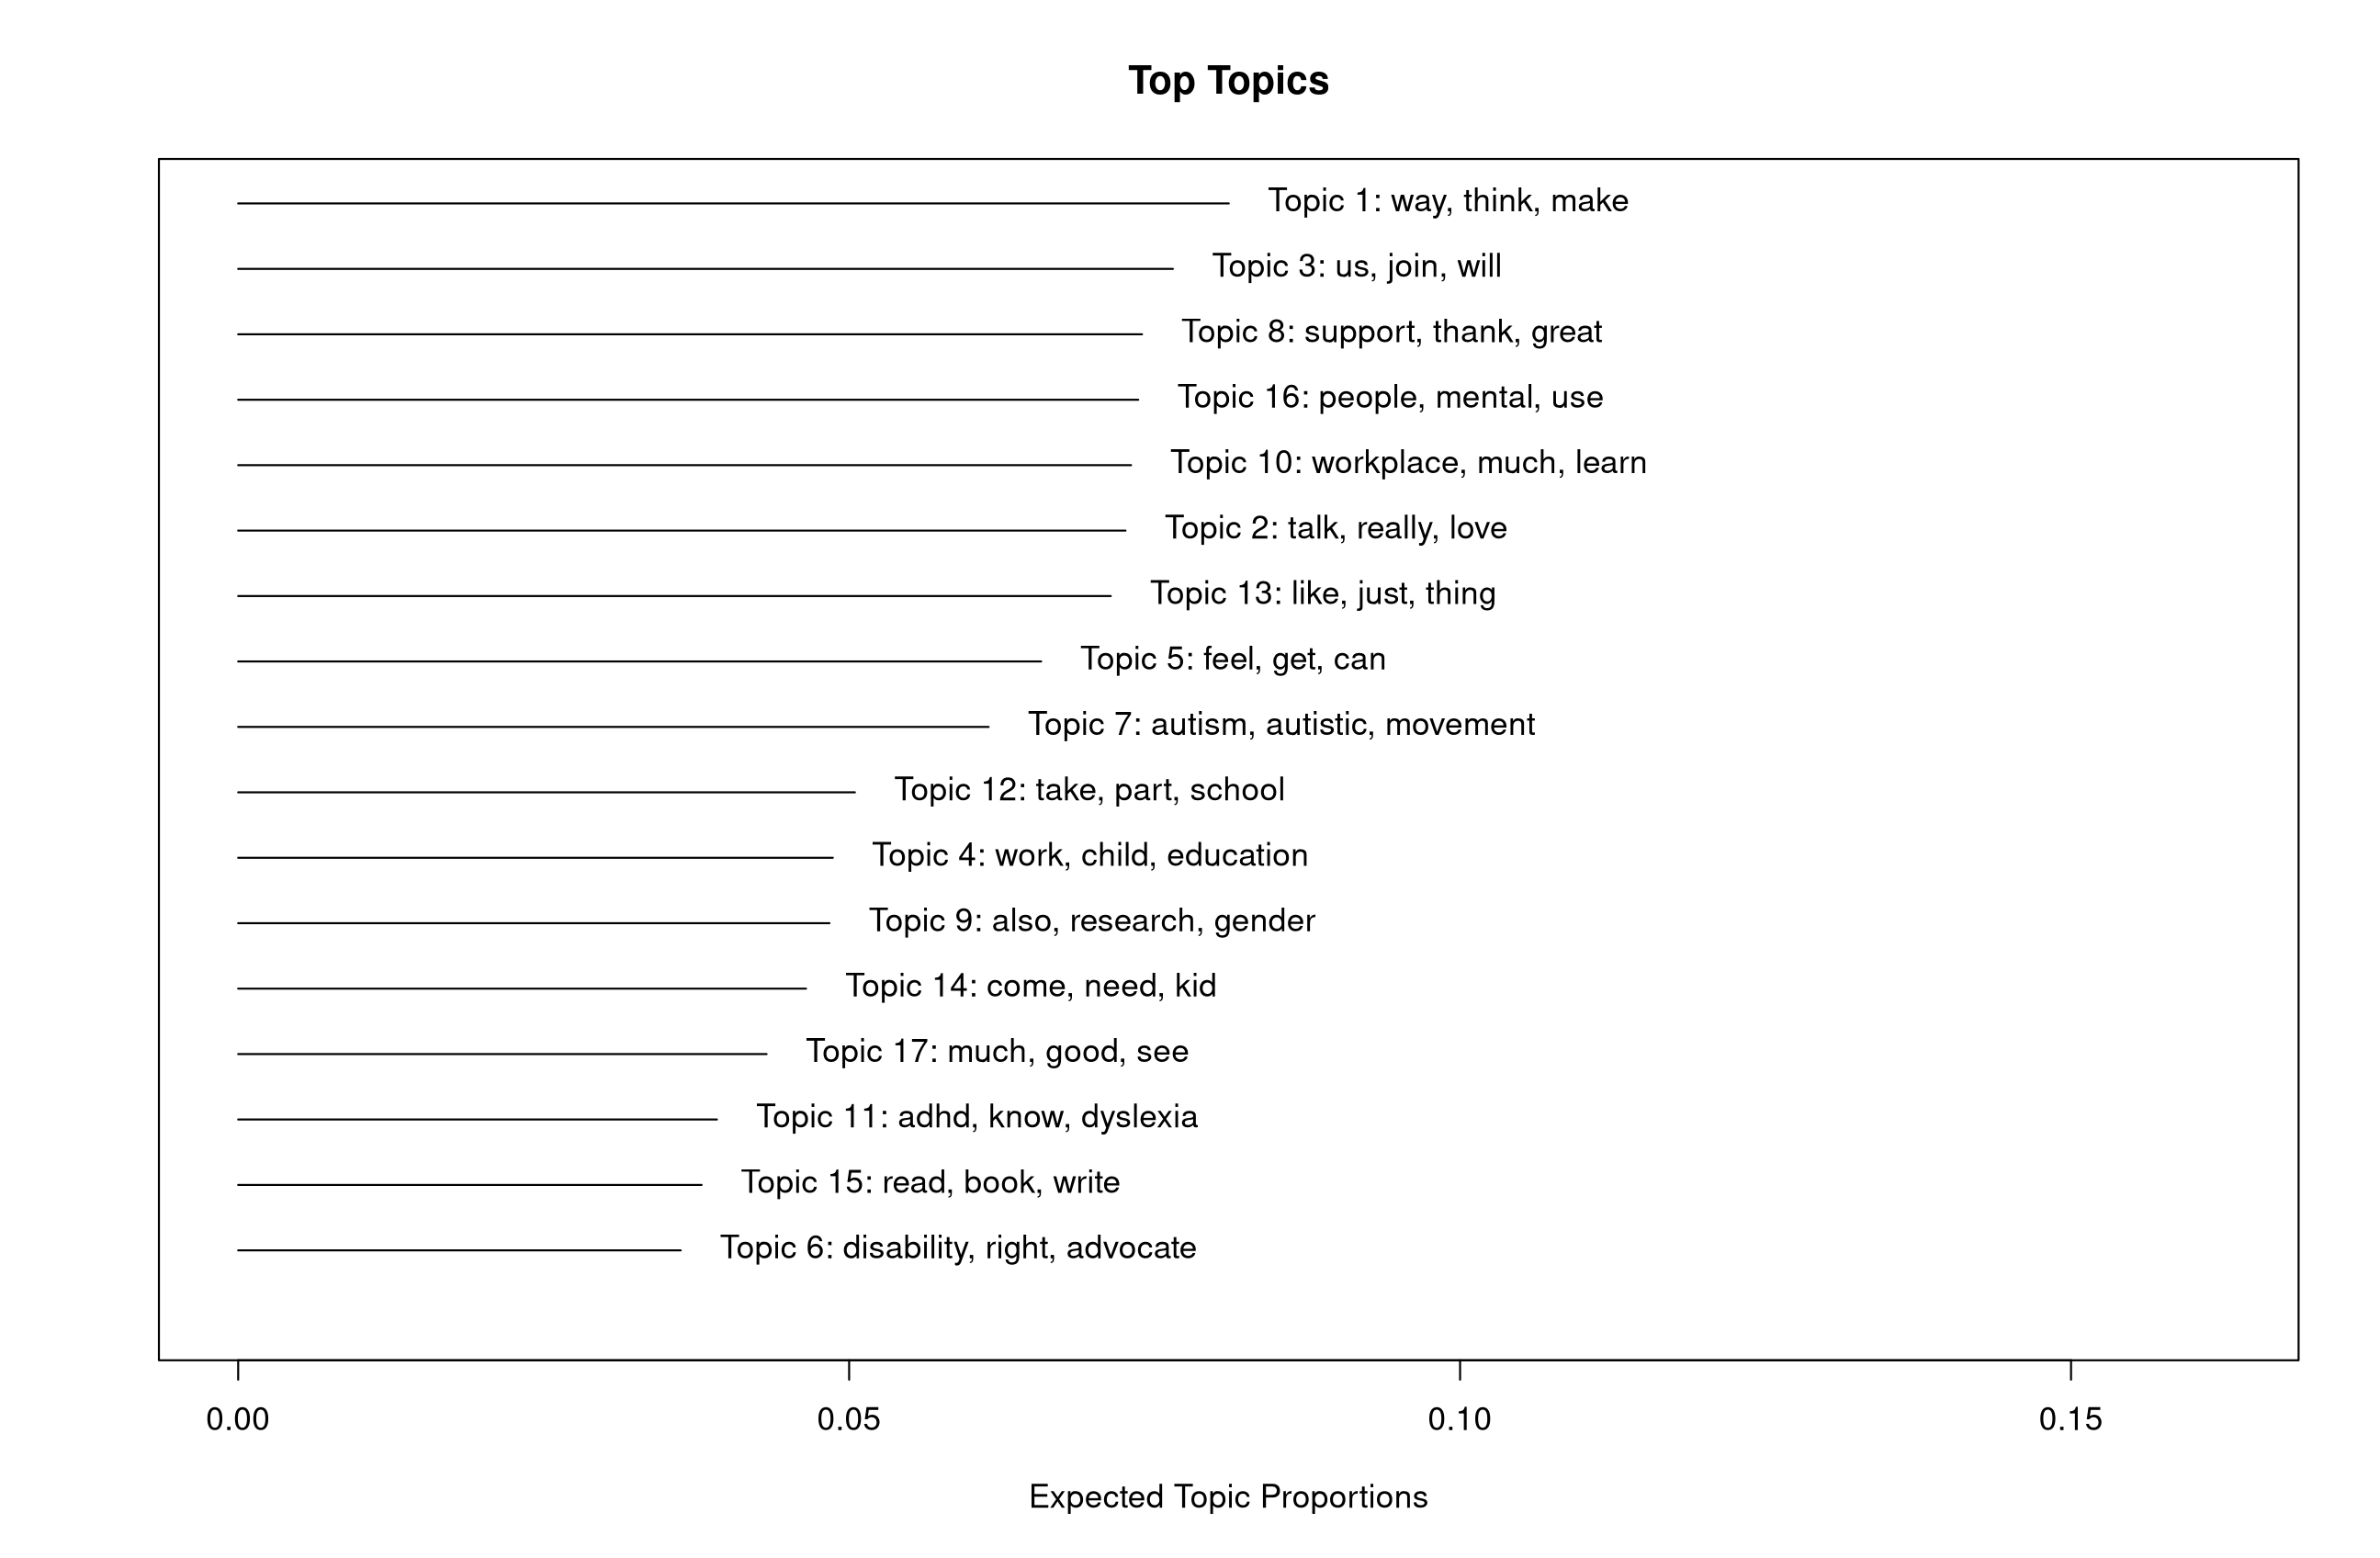 Top Topics
Topic 1: way, think, make
Topic 3: us, join, will
Topic 8: support, thank, great
Topic 16: people, mental, use
Topic 10: workplace, much, learn
Topic 2: talk, really, love
Topic 13: like, just, thing
Topic 5: feel, get, can
Topic 7: autism, autistic, movement
Topic 12: take, part, school
Topic 4: work, child, education
Topic 9: also, research, gender
Topic 14: come, need, kid
Topic 17: much, good, see
Topic 11: adhd, know, dyslexia
Topic 15: read, book, write
Topic 6: disability, right, advocate
0.00 0.05 0.10 0.15
Expected Topic Proportions